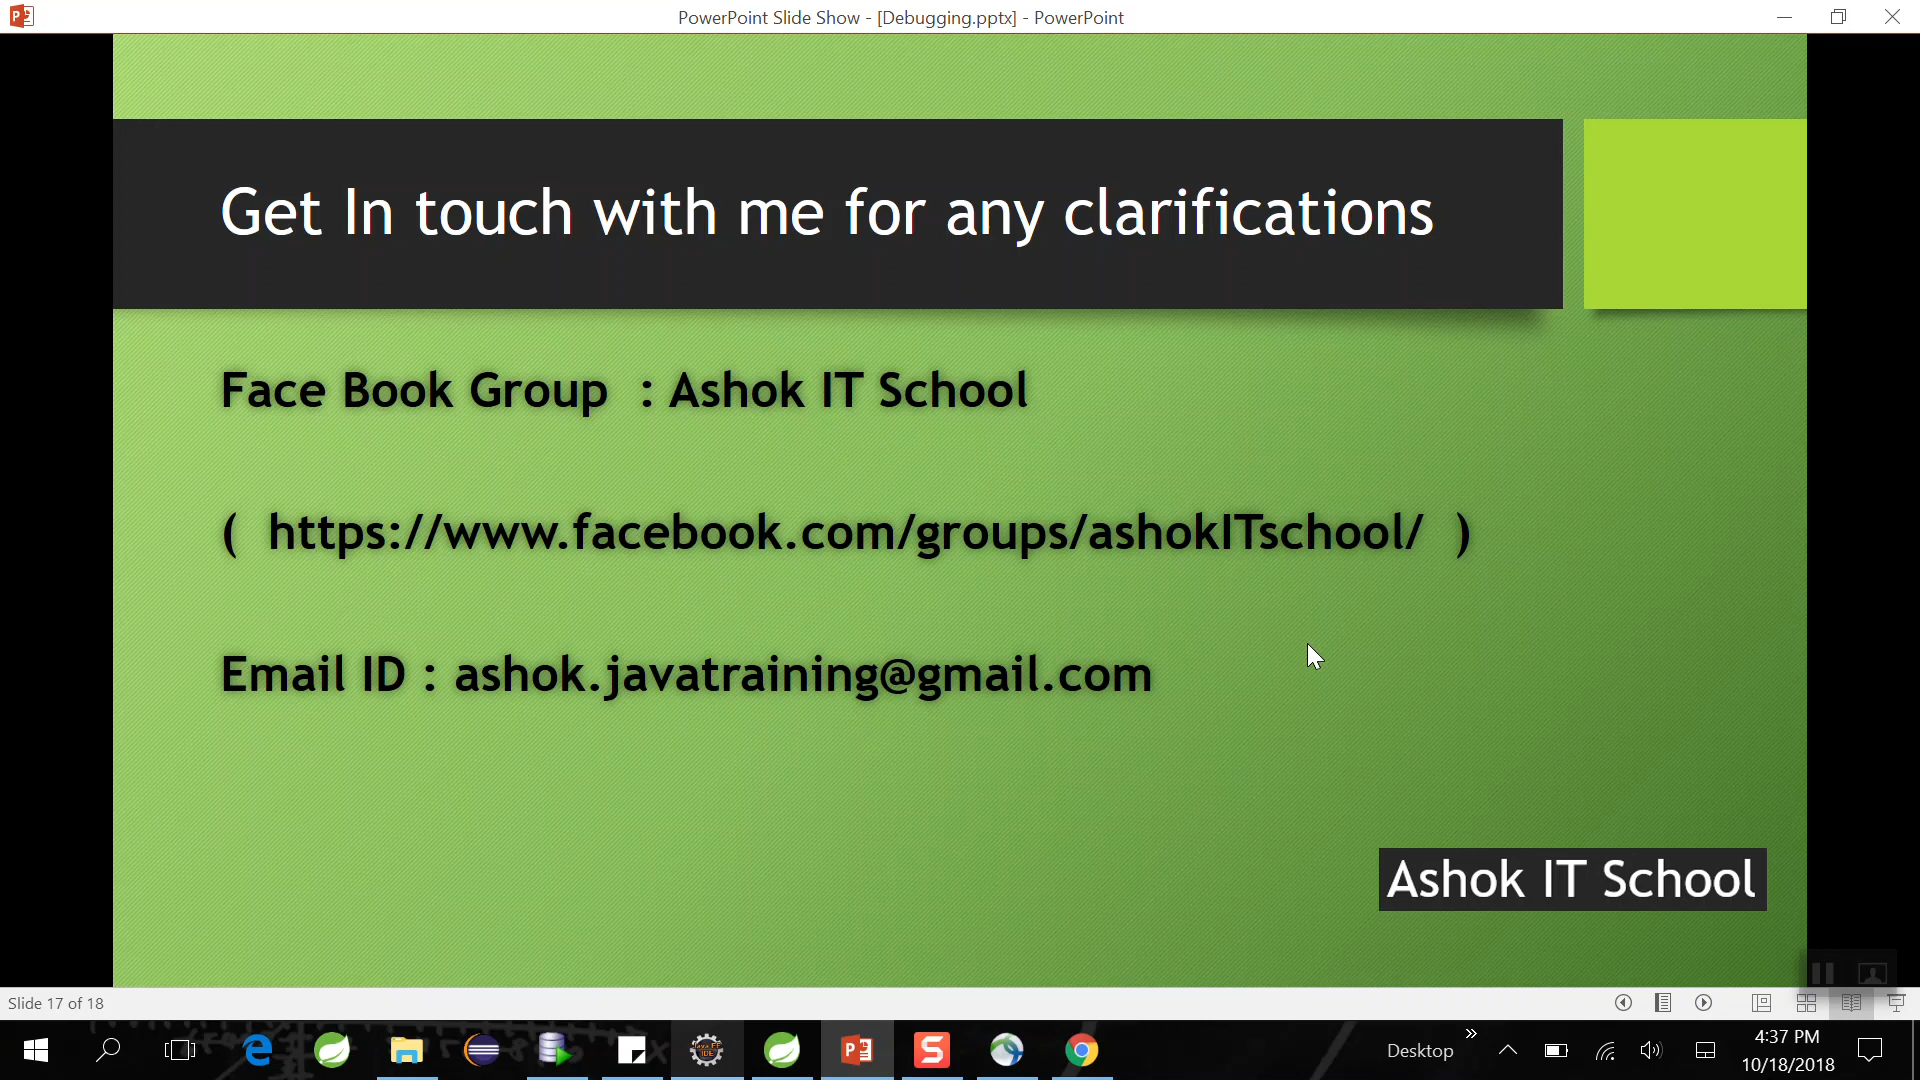 PowerPoint Slide Show - [Debugging.pptx] - PowerPoint
Get In touch with me for any clarifications
Face Book Group : Ashok IT School
( https://www.facebook.com/groups/ashokITschool/ )
Email ID : ashok.javatraining@gmail.com
Ashok IT School
Slide 17 of 18
Desktop
4:37 PM
10/18/2018